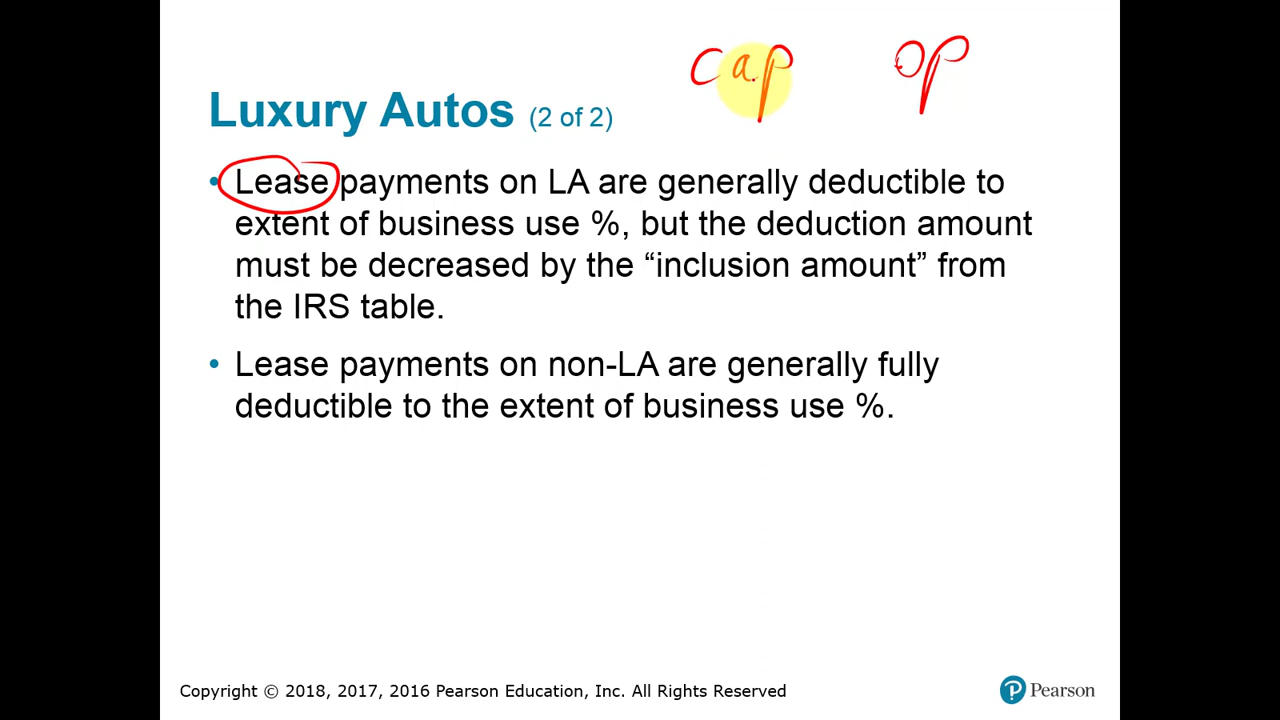 cap op
Luxury Autos (2 of 2)
• Lease payments on LA are generally deductible to
extent of business use %, but the deduction amount
must be decreased by the “inclusion amount” from
the IRS table.
• Lease payments on non-LA are generally fully
deductible to the extent of business use %.
Copyright © 2018, 2017, 2016 Pearson Education, Inc. All Rights Reserved
P Pearson